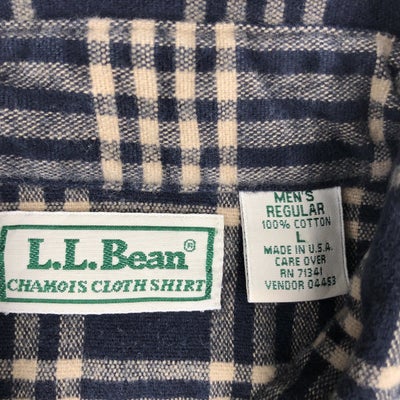 L.L.Bean®
CHAMOIS CLOTH SHIRT
MEN'S
REGULAR
100% COTTON
L
MADE IN U.S.A.
CARE OVER
RN 71341
VENDOR 04453